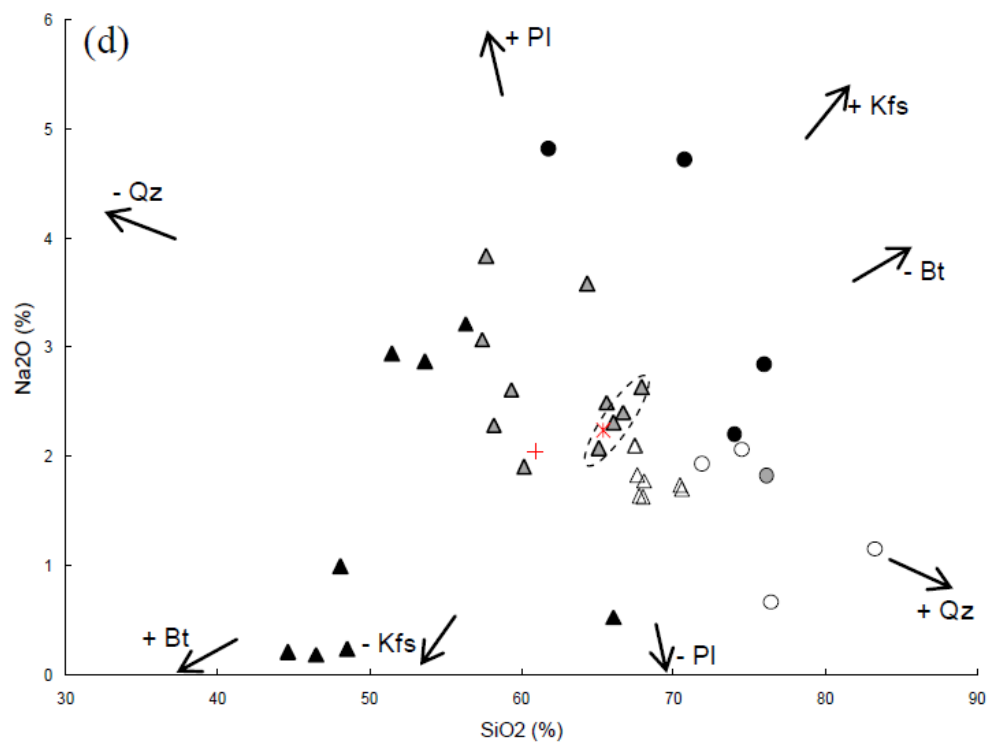 (d)
+ Pl
+ Kfs
- Qz
- Bt
+ Bt
- Kfs
- Pl
+ Qz
6
5
4
3
2
1
0
30 40 50 60 70 80 90
Na2O (%)
SiO2 (%)